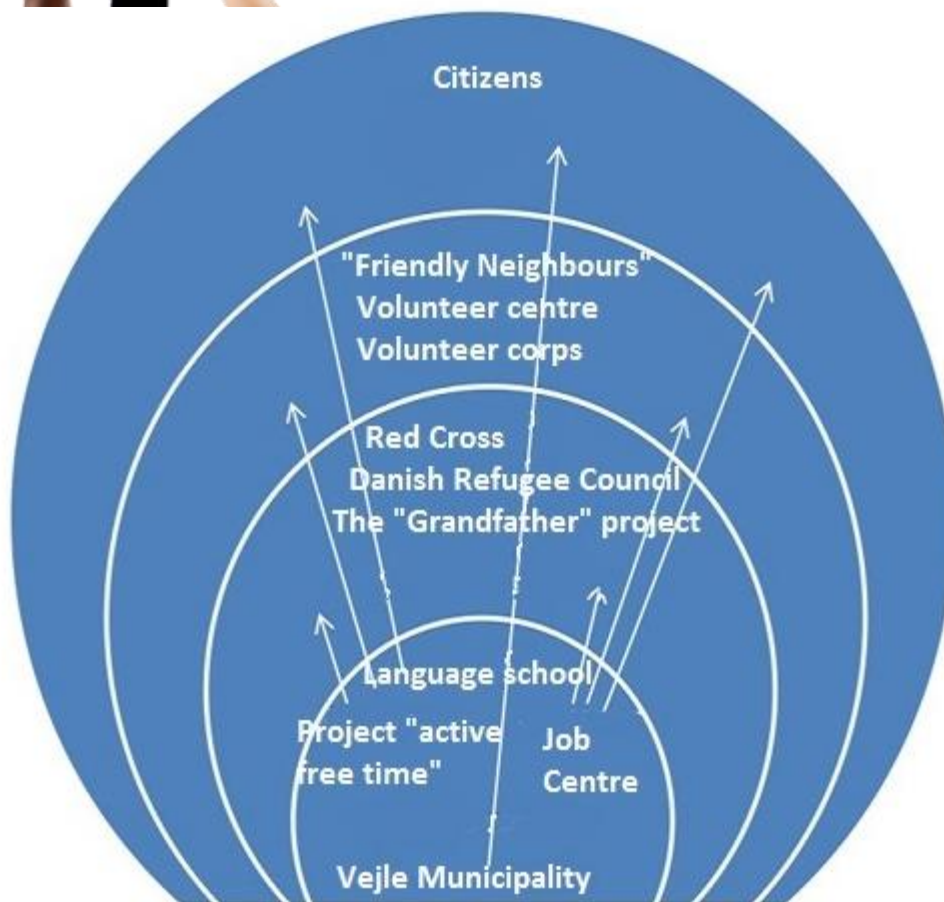 Citizens
"Friendly Neighbours"
Volunteer centre
Volunteer corps
Red Cross
Danish Refugee Council
The "Grandfather" project
Language school
Project "active
free time"
Job
Centre
Vejle Municipality